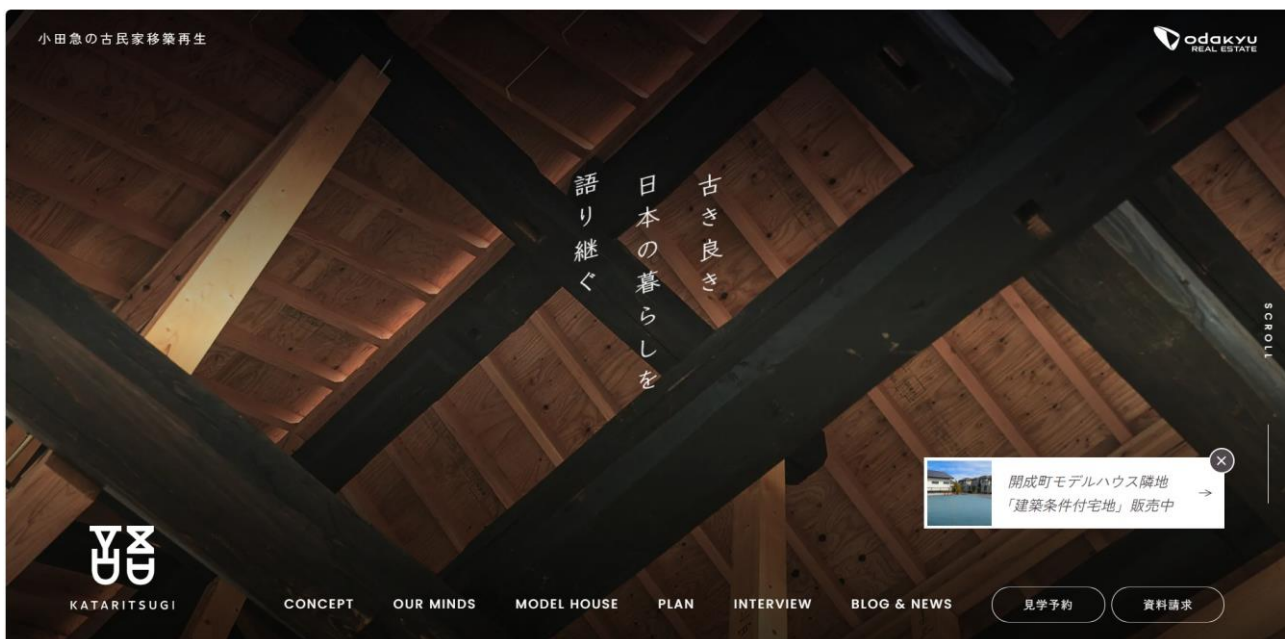 小田急の古民家移築再生
odakyu
REAL ESTATE
古き良き
日本の暮らしを
語り継ぐ
SCROLL
開成町モデルハウス隣地
「建築条件付宅地」販売中
KATARITSUGI
CONCEPT
OUR MINDS
MODEL HOUSE
PLAN
INTERVIEW
BLOG & NEWS
見学予約
資料請求